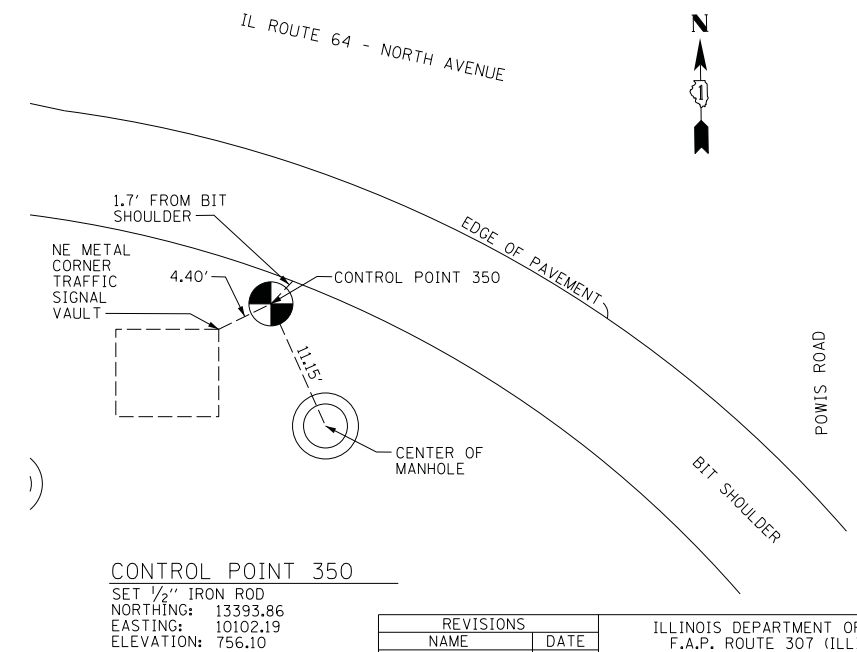 IL ROUTE 64 - NORTH AVENUE
N
1
1.7' FROM BIT
SHOULDER
EDGE OF PAVEMENT
NE METAL
CORNER
TRAFFIC
SIGNAL
VAULT
4.40'
CONTROL POINT 350
11.15'
POWIS ROAD
CENTER OF
MANHOLE
BIT SHOULDER
CONTROL POINT 350
SET 1/2'' IRON ROD
NORTHING: 13393.86
EASTING: 10102.19
ELEVATION: 756.10
REVISIONS
NAME DATE
ILLINOIS DEPARTMENT OF
F.A.P. ROUTE 307 (ILLI